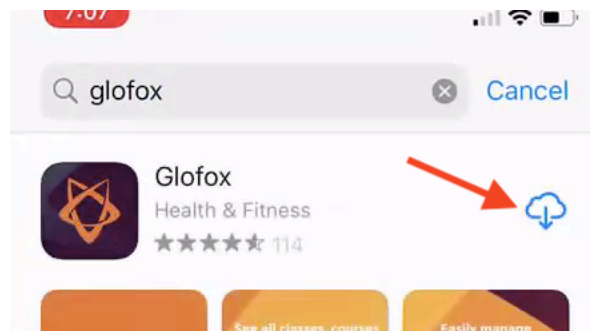 7:07
glofox
Cancel
Glofox
Health & Fitness
114
See all classes, courses
Easily manage